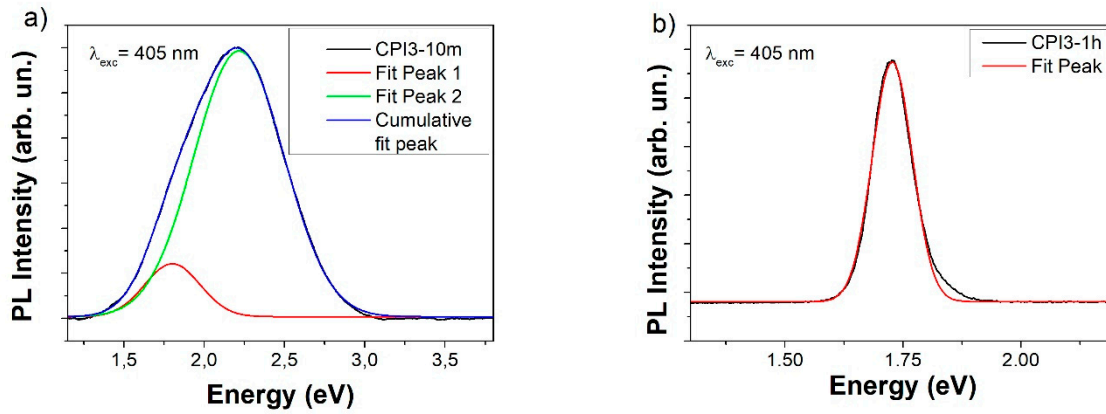 a)
λexc= 405 nm
CPI3-10m
Fit Peak 1
Fit Peak 2
Cumulative
fit peak
PL Intensity (arb. un.)
1,5 2,0 2,5 3,0 3,5
Energy (eV)
b)
λexc= 405 nm
CPI3-1h
Fit Peak
PL Intensity (arb. un.)
1.50 1.75 2.00
Energy (eV)